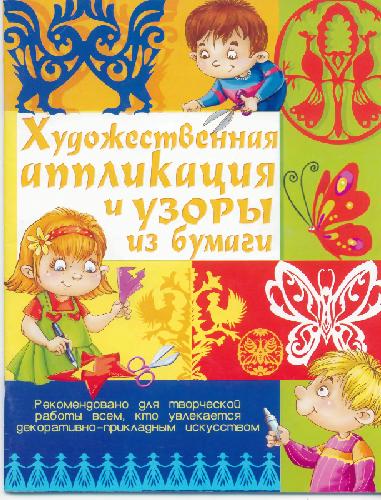 Художественная
аппликация
и узоры
из бумаги
Рекомендовано для творческой
работы всем, кто увлекается
декоративно-прикладным искусством